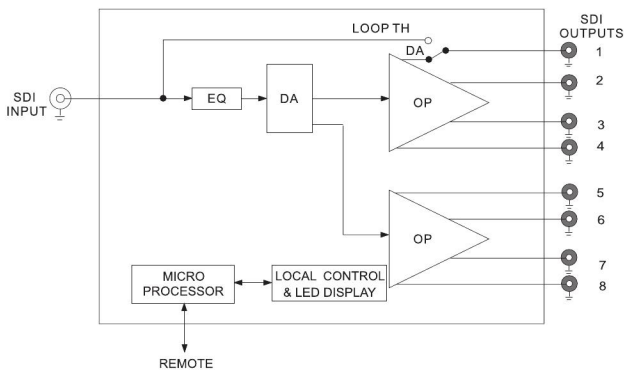 SDI
OUTPUTS
LOOP TH
DA
1
2
SDI
INPUT
EQ
DA
OP
3
4
5
6
OP
7
8
MICRO
PROCESSOR
LOCAL CONTROL
& LED DISPLAY
REMOTE